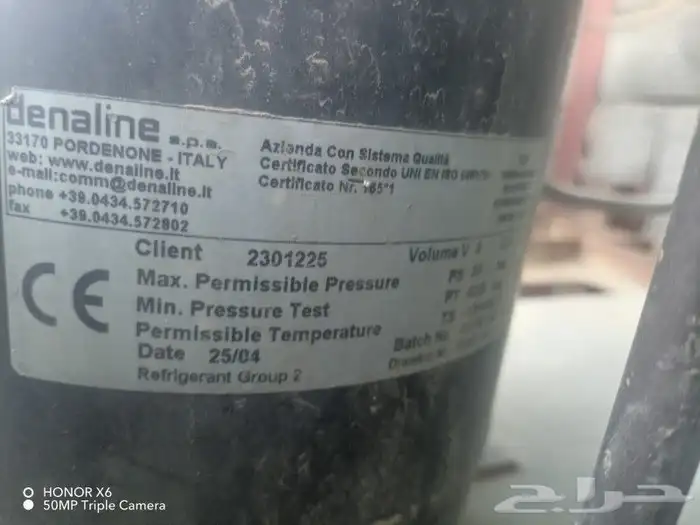 denaline s.p.a.
33170 PORDENONE - ITALY
web: www.denaline.it
e-mail:comm@denaline.it
phone +39.0434.572710
fax +39.0434.572802
Azienda Con Sistema Qualità
Certificato Secondo UNI EN ISO
Certificato Nr.
CE
Client 2301225
Max. Permissible Pressure
Min. Pressure Test
Permissible Temperature
Date 25/04
Refrigerant Group 2
Volume V
PS
PT
TS
Batch No
HONOR X6
50MP Triple Camera
حراج